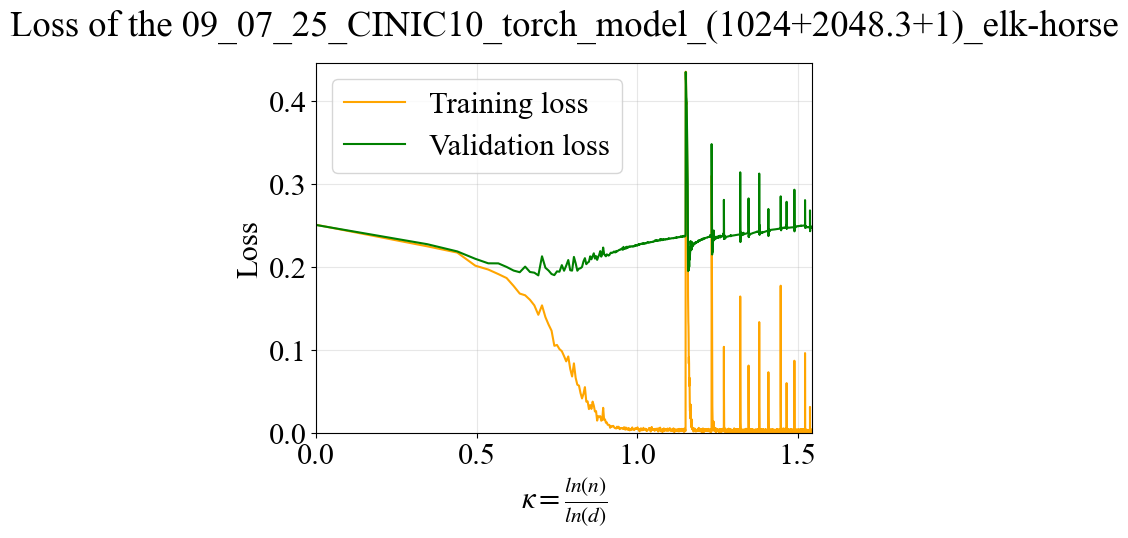 Loss of the 09_07_25_CINIC10_torch_model_(1024+2048.3+1)_elk-horse
Training loss
Validation loss
Loss
0.4
0.3
0.2
0.1
0.0
0.0 0.5 1.0 1.5
κ = ln(n)/ln(d)